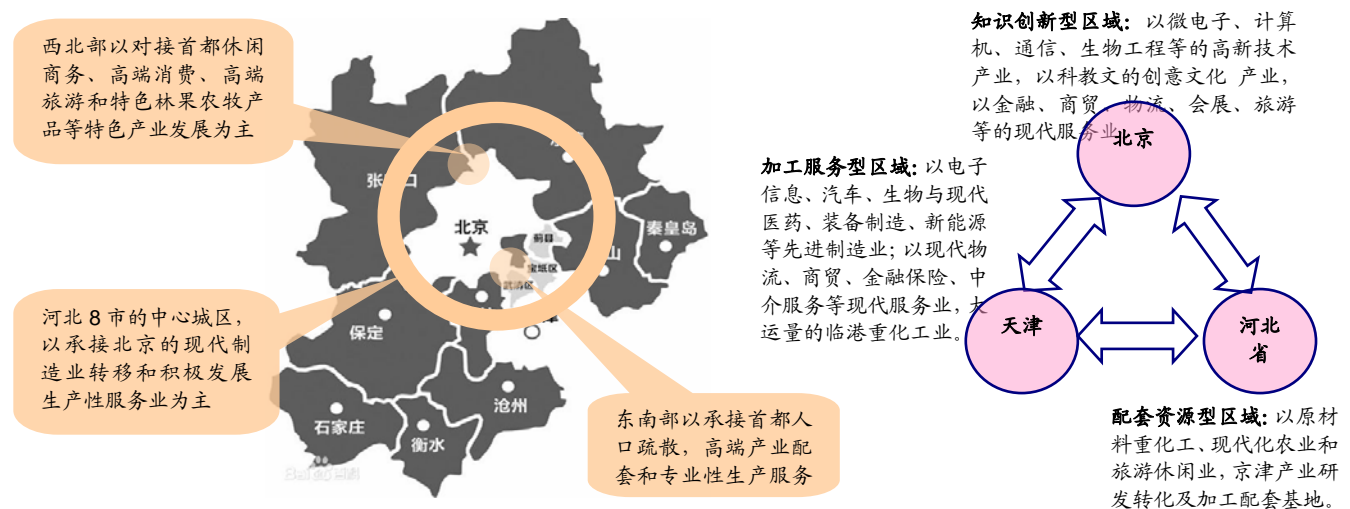 西北部以对接首都休闲
商务、高端消费、高端
旅游和特色林果农牧产
品等特色产业发展为主
河北 8 市的中心城区，
以承接北京的现代制
造业转移和积极发展
生产性服务业为主
张
口
北京
蓟县
宝坻区
武清区
山
秦皇岛
保定
沧州
石家庄
衡水
东南部以承接首都人
口疏散，高端产业配
套和专业性生产服务
知识创新型区域：以微电子、计算
机、通信、生物工程等的高新技术
产业，以科教文的创意文化 产业，
以金融、商贸、物流、会展、旅游
等的现代服务业
北京
加工服务型区域：以电子
信息、汽车、生物与现代
医药、装备制造、新能源
等先进制造业；以现代物
流、商贸、金融保险、中
介服务等现代服务业，大
运量的临港重化工业。
天津
河北
省
配套资源型区域：以原材
料重化工、现代化农业和
旅游休闲业，京津产业研
发转化及加工配套基地。